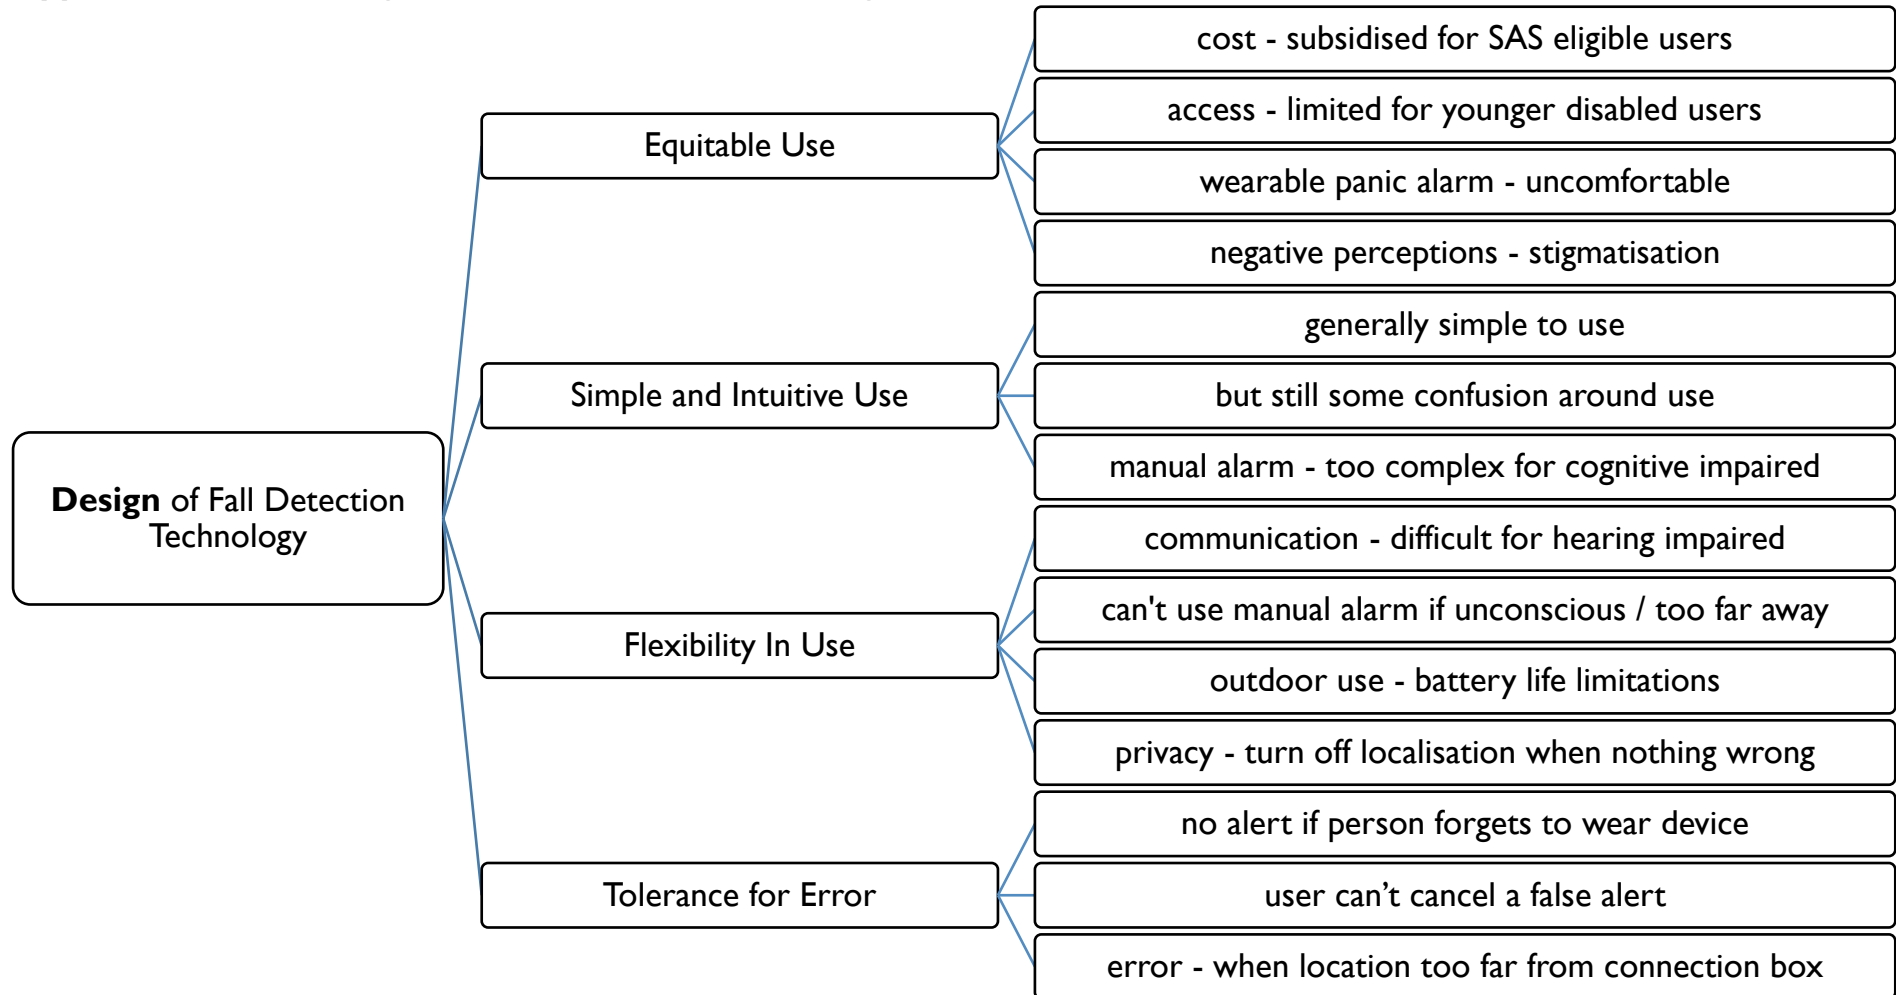 cost - subsidised for SAS eligible users
access - limited for younger disabled users
Equitable Use
wearable panic alarm - uncomfortable
negative perceptions - stigmatisation
generally simple to use
Simple and Intuitive Use
but still some confusion around use
manual alarm - too complex for cognitive impaired
Design of Fall Detection
Technology
communication - difficult for hearing impaired
can't use manual alarm if unconscious / too far away
Flexibility In Use
outdoor use - battery life limitations
privacy - turn off localisation when nothing wrong
no alert if person forgets to wear device
Tolerance for Error
user can’t cancel a false alert
error - when location too far from connection box